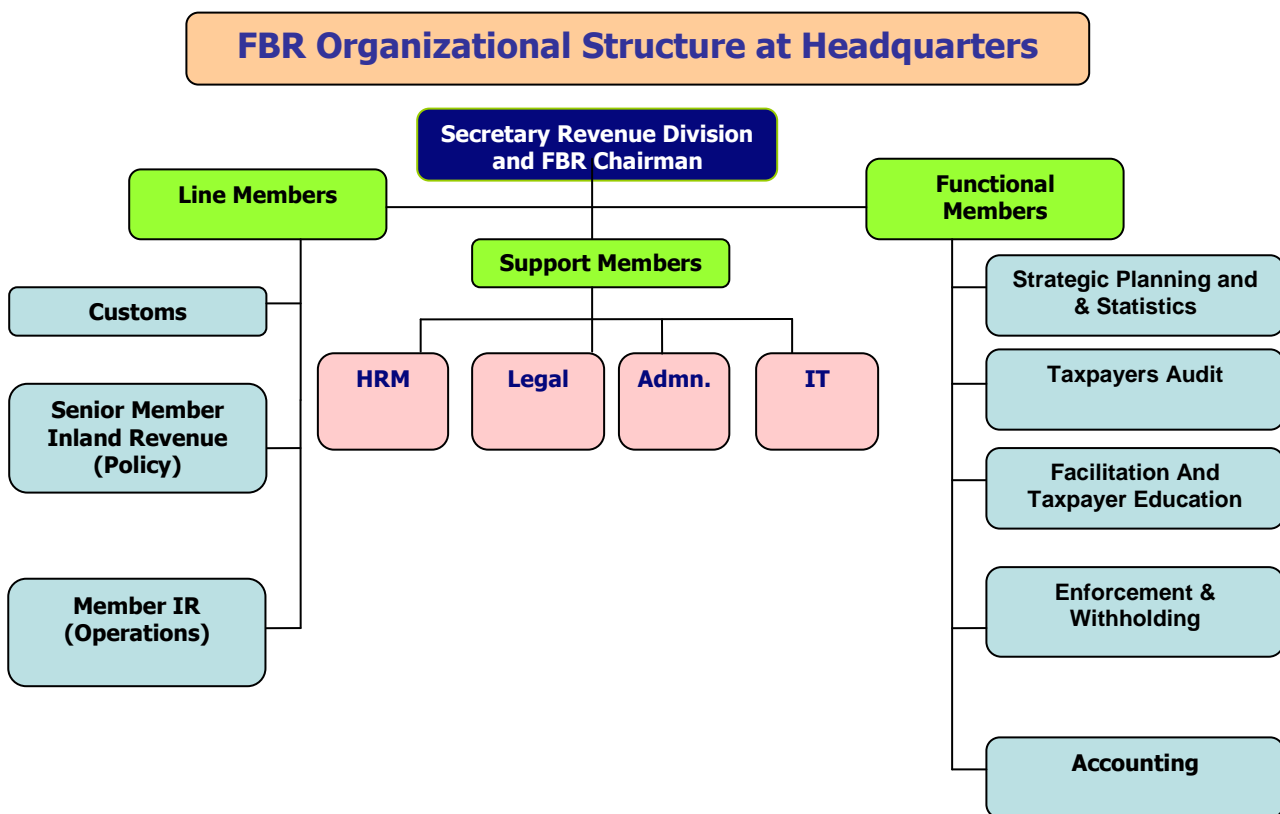 FBR Organizational Structure at Headquarters
Secretary Revenue Division
and FBR Chairman
Line Members
Functional
Members
Support Members
Customs
Senior Member
Inland Revenue
(Policy)
Member IR
(Operations)
HRM
Legal
Admn.
IT
Strategic Planning and
& Statistics
Taxpayers Audit
Facilitation And
Taxpayer Education
Enforcement &
Withholding
Accounting